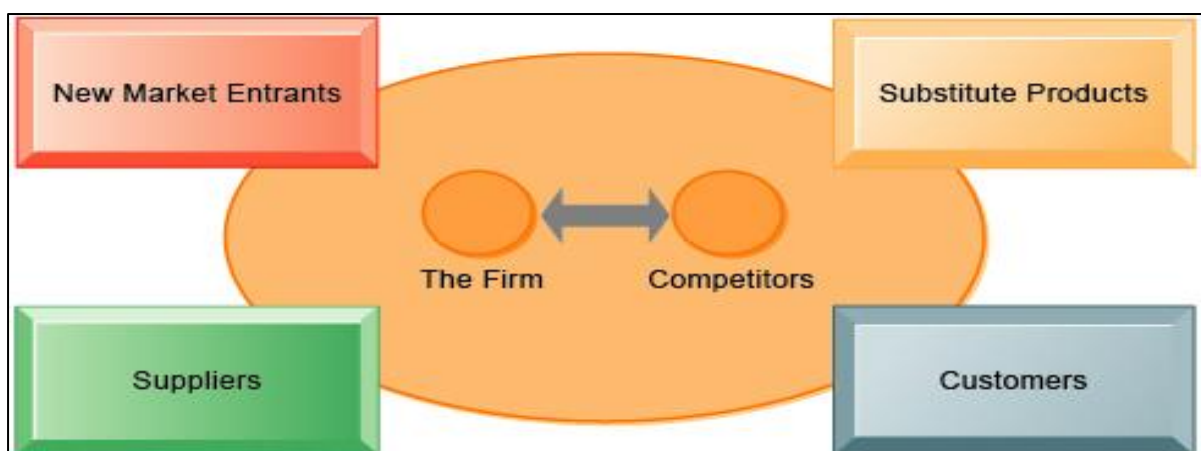 New Market Entrants
Substitute Products
The Firm
Competitors
Suppliers
Customers